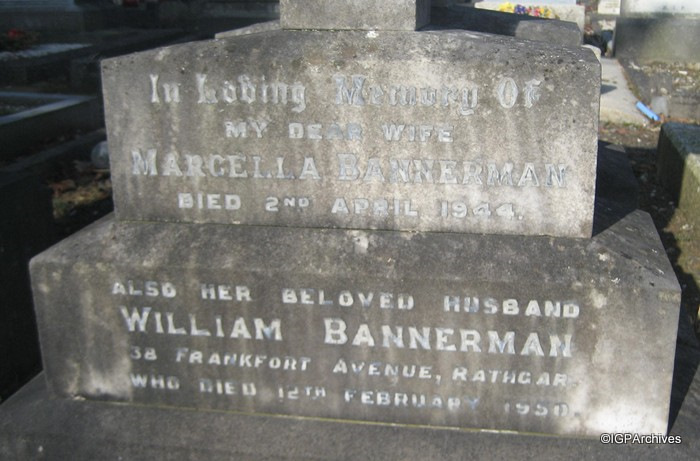 In Loving Memory Of
MY DEAR WIFE
MARCELLA BANNERMAN
DIED 2ND APRIL 1944.
ALSO HER BELOVED HUSBAND
WILLIAM BANNERMAN
38 FRANKFORT AVENUE, RATHGAR.
WHO DIED 12TH FEBRUARY 1950.
©IGPArchives